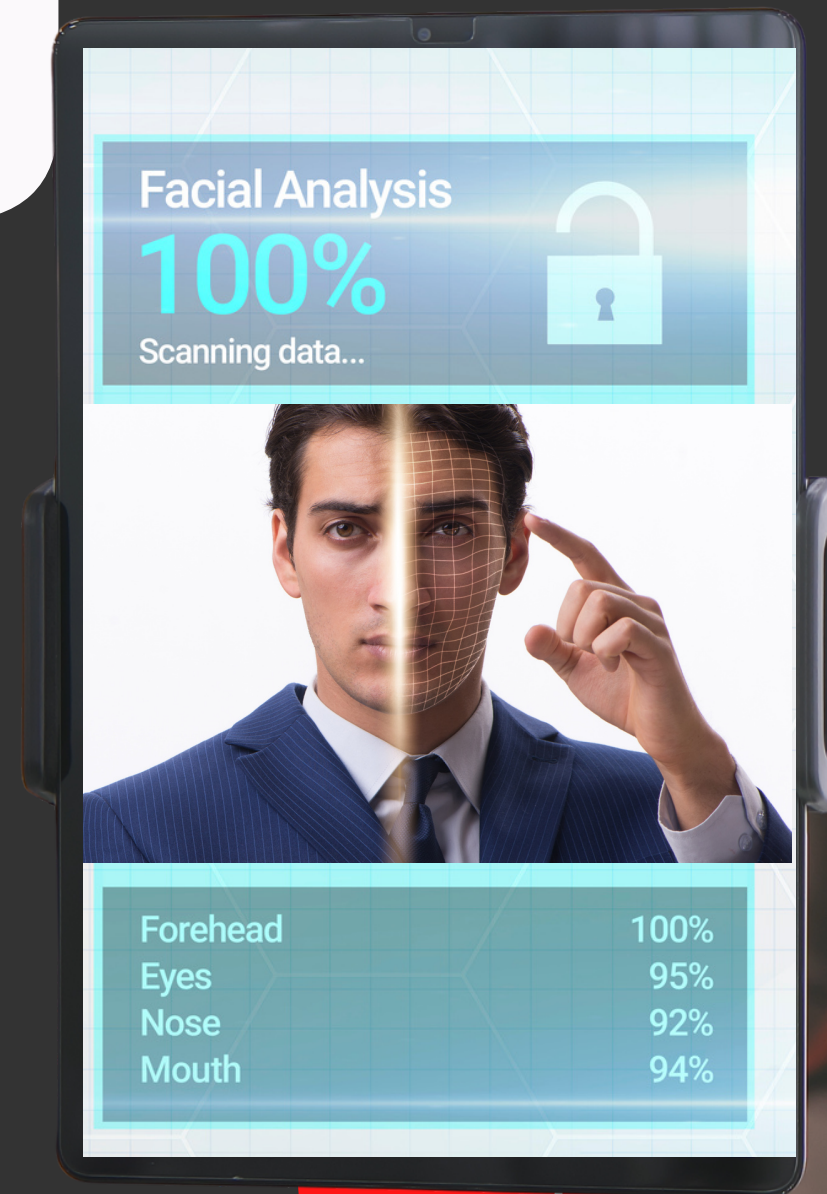 Facial Analysis
100%
Scanning data...
Forehead 100%
Eyes 95%
Nose 92%
Mouth 94%